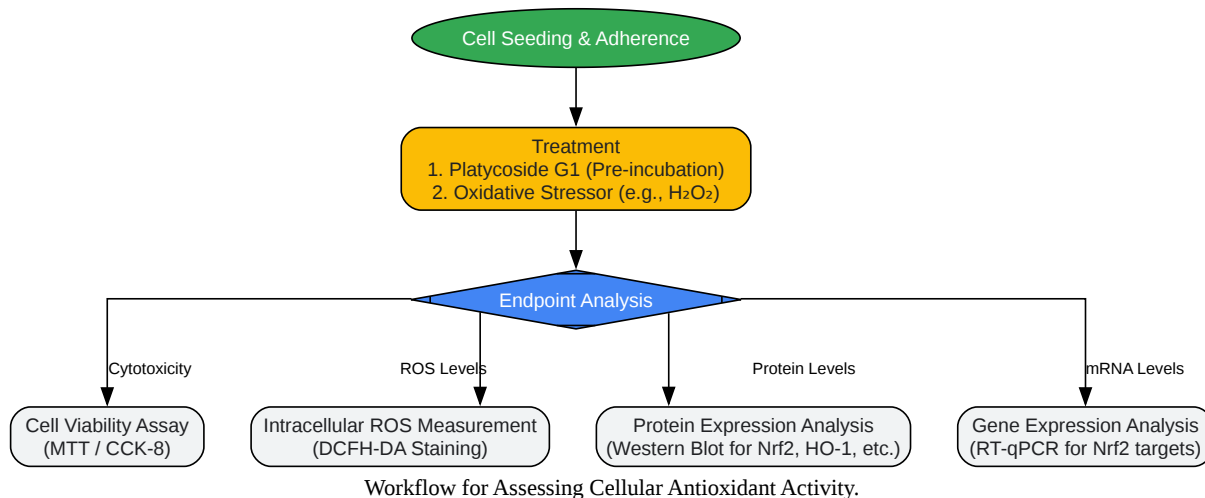 Cell Seeding & Adherence
Treatment
1. Platycoside G1 (Pre-incubation)
2. Oxidative Stressor (e.g., H₂O₂)
Endpoint Analysis
Cytotoxicity
ROS Levels
Protein Levels
mRNA Levels
Cell Viability Assay
(MTT / CCK-8)
Intracellular ROS Measurement
(DCFH-DA Staining)
Protein Expression Analysis
(Western Blot for Nrf2, HO-1, etc.)
Gene Expression Analysis
(RT-qPCR for Nrf2 targets)
Workflow for Assessing Cellular Antioxidant Activity.